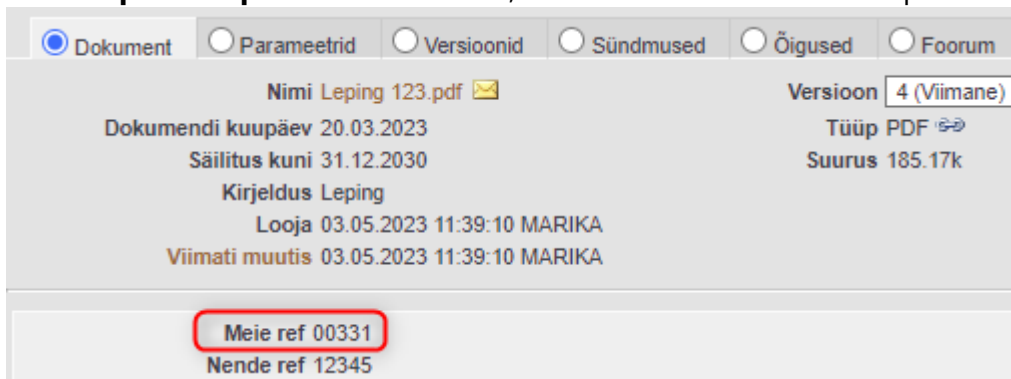 Dokument Parameetrid Versioonid Sündmused Õigused Foorum
Nimi Leping 123.pdf Versioon 4 (Viimane)
Dokumendi kuupäev 20.03.2023 Tüüp PDF
Säilitus kuni 31.12.2030 Suurus 185.17k
Kirjeldus Leping
Looja 03.05.2023 11:39:10 MARIKA
Viimati muutis 03.05.2023 11:39:10 MARIKA
Meie ref 00331
Nende ref 12345